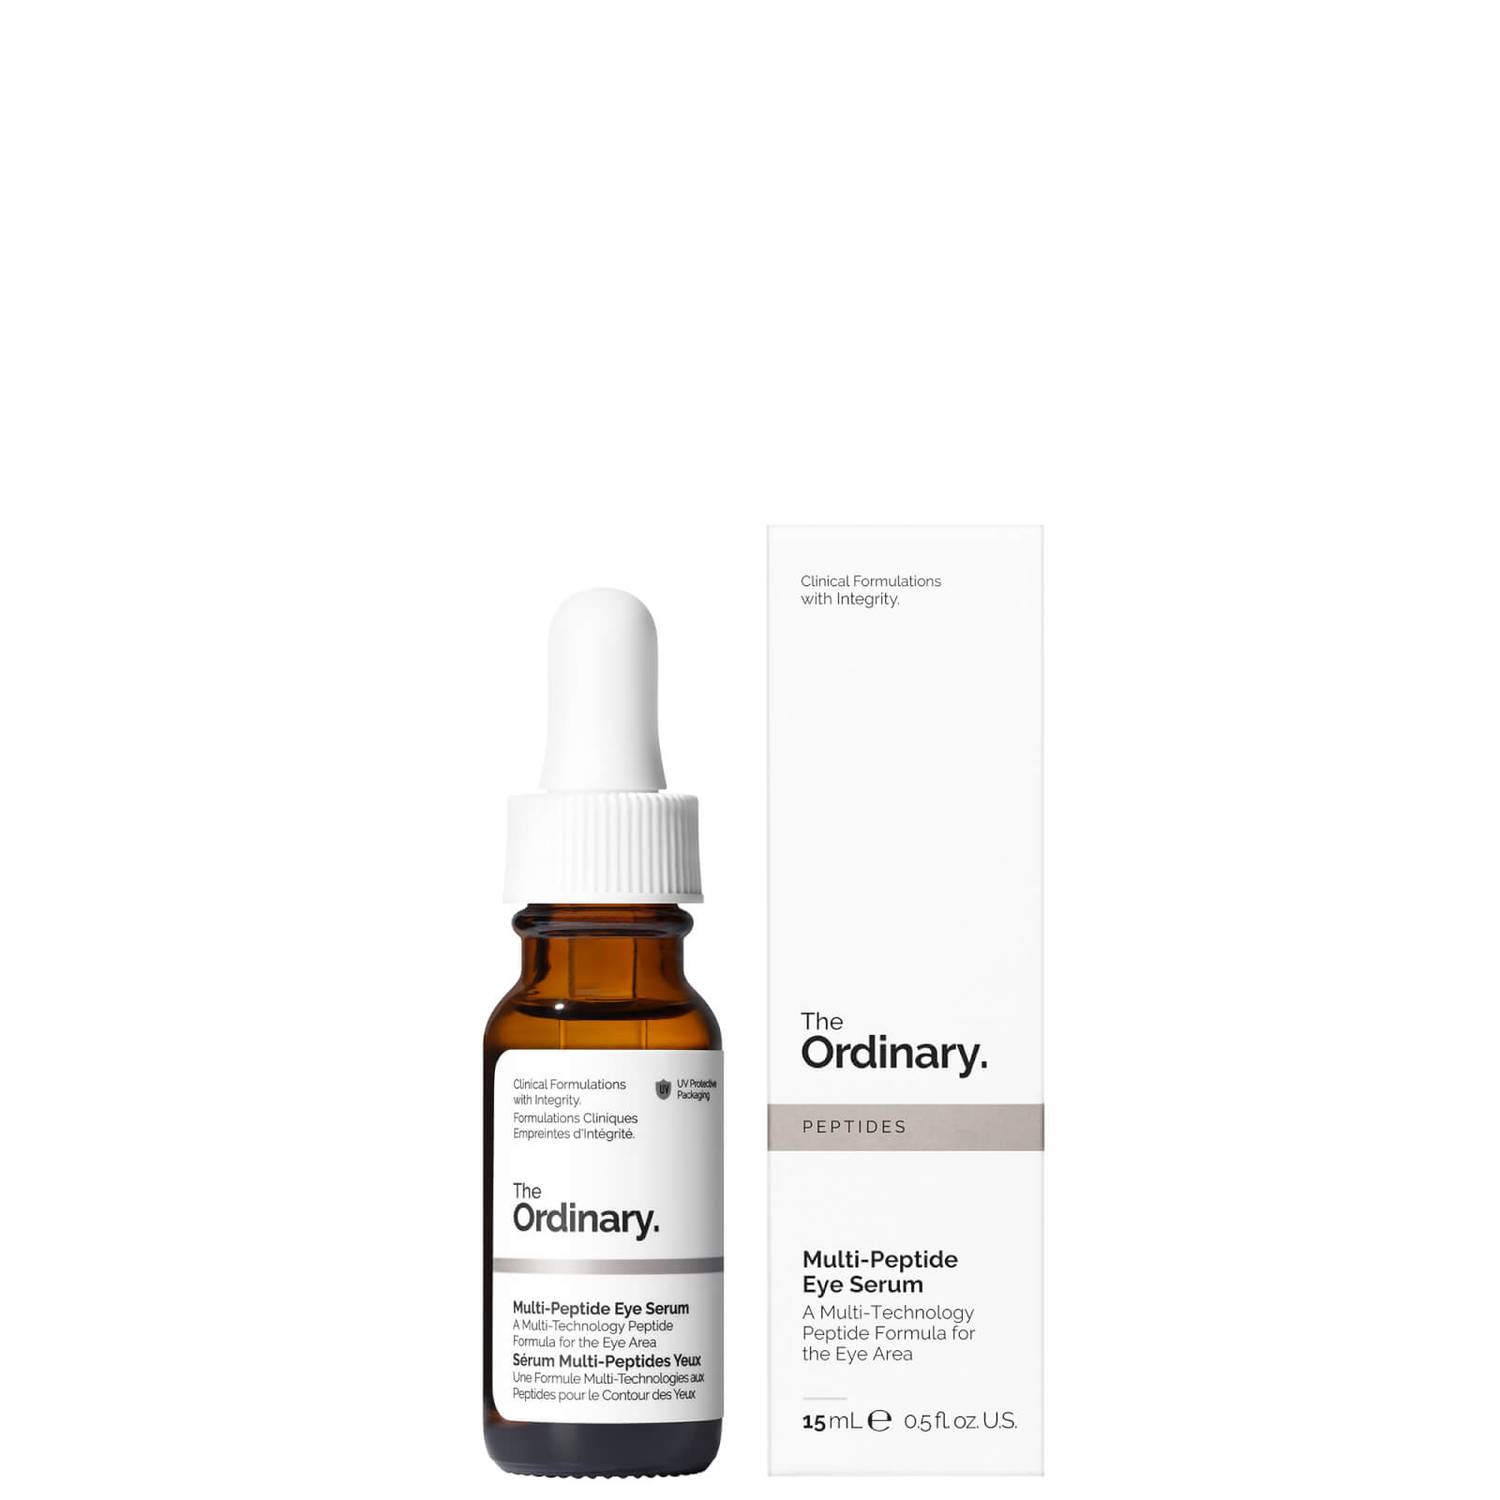 Clinical Formulations
with Integrity.
Formulations Cliniques
Empreintes d'Intégrité.
UV
UV Protective
Packaging
The
Ordinary.
Multi-Peptide Eye Serum
A Multi-Technology Peptide
Formula for the Eye Area
Sérum Multi-Peptides Yeux
Une Formule Multi-Technologies aux
Peptides pour le Contour des Yeux
Clinical Formulations
with Integrity.
The
Ordinary.
PEPTIDES
Multi-Peptide
Eye Serum
A Multi-Technology
Peptide Formula for
the Eye Area
15 mL ℮ 0.5 fl. oz. U.S.